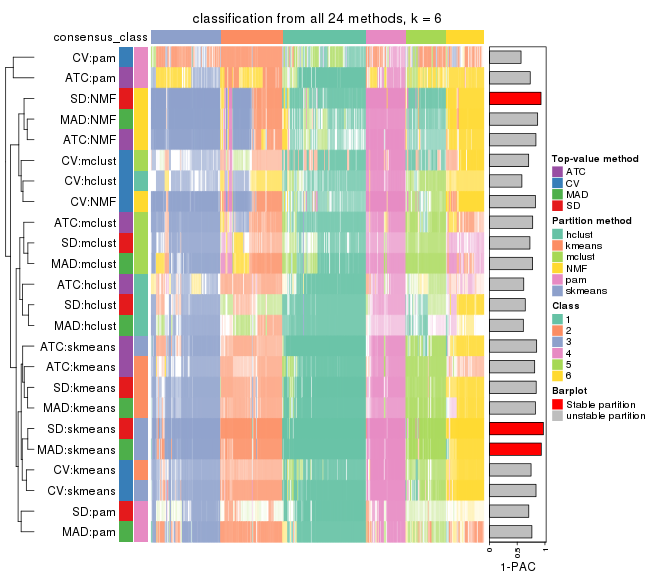 classification from all 24 methods, k = 6
consensus_class
CV:pam
ATC:pam
SD:NMF
MAD:NMF
ATC:NMF
CV:mclust
CV:hclust
CV:NMF
ATC:mclust
SD:mclust
MAD:mclust
ATC:hclust
SD:hclust
MAD:hclust
ATC:skmeans
ATC:kmeans
SD:kmeans
MAD:kmeans
SD:skmeans
MAD:skmeans
CV:kmeans
CV:skmeans
SD:pam
MAD:pam
0
0.5
1
1-PAC
Top-value method
ATC
CV
MAD
SD
Partition method
hclust
kmeans
mclust
NMF
pam
skmeans
Class
1
2
3
4
5
6
Barplot
Stable partition
unstable partition